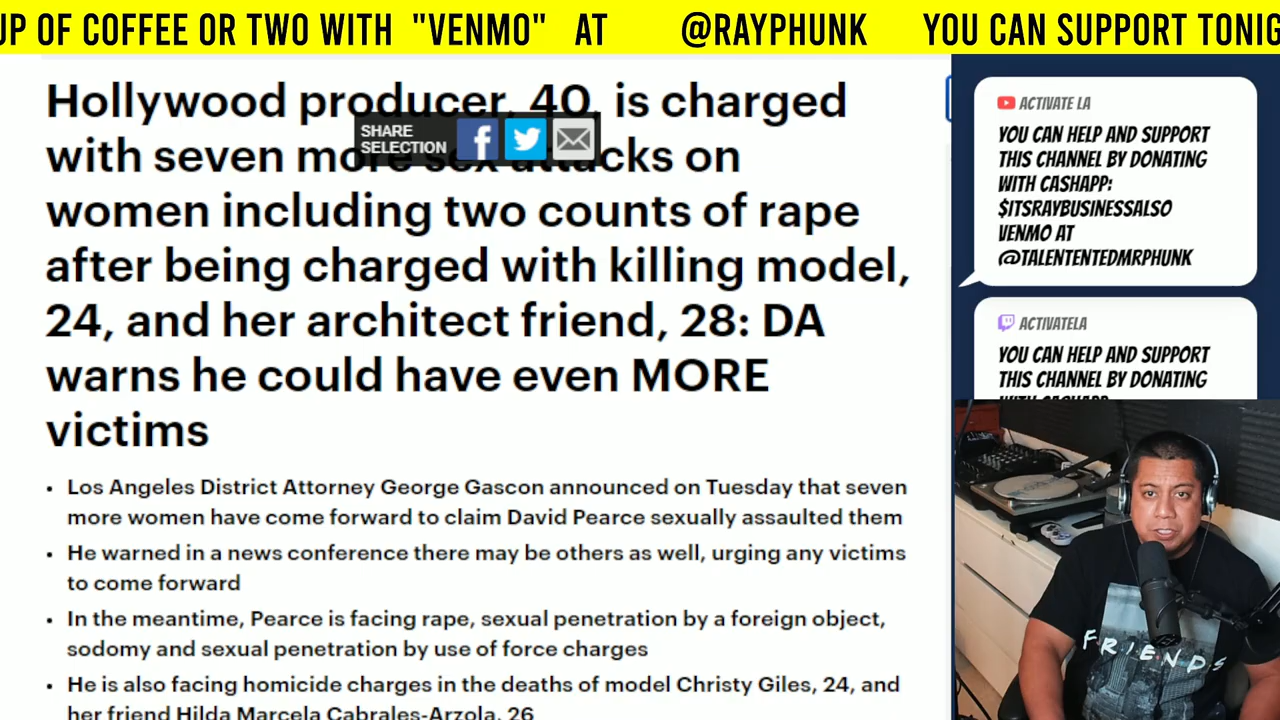 UP OF COFFEE OR TWO WITH "VENMO" AT @RAYPHUNK YOU CAN SUPPORT TONIG
Hollywood producer, 40, is charged
with seven more sex attacks on
women including two counts of rape
after being charged with killing model,
24, and her architect friend, 28: DA
warns he could have even MORE
victims
SHARE
SELECTION
• Los Angeles District Attorney George Gascon announced on Tuesday that seven
more women have come forward to claim David Pearce sexually assaulted them
• He warned in a news conference there may be others as well, urging any victims
to come forward
• In the meantime, Pearce is facing rape, sexual penetration by a foreign object,
sodomy and sexual penetration by use of force charges
• He is also facing homicide charges in the deaths of model Christy Giles, 24, and
her friend Hilda Marcela Cabrales-Arzola, 26
ACTIVATE LA
YOU CAN HELP AND SUPPORT
THIS CHANNEL BY DONATING
WITH CASHAPP:
$ITSRAYBUSINESSALSO
VENMO AT
@TALENTENTEDMRPHUNK
ACTIVATELA
YOU CAN HELP AND SUPPORT
THIS CHANNEL BY DONATING
WITH CASHAPP:
FRIENDS